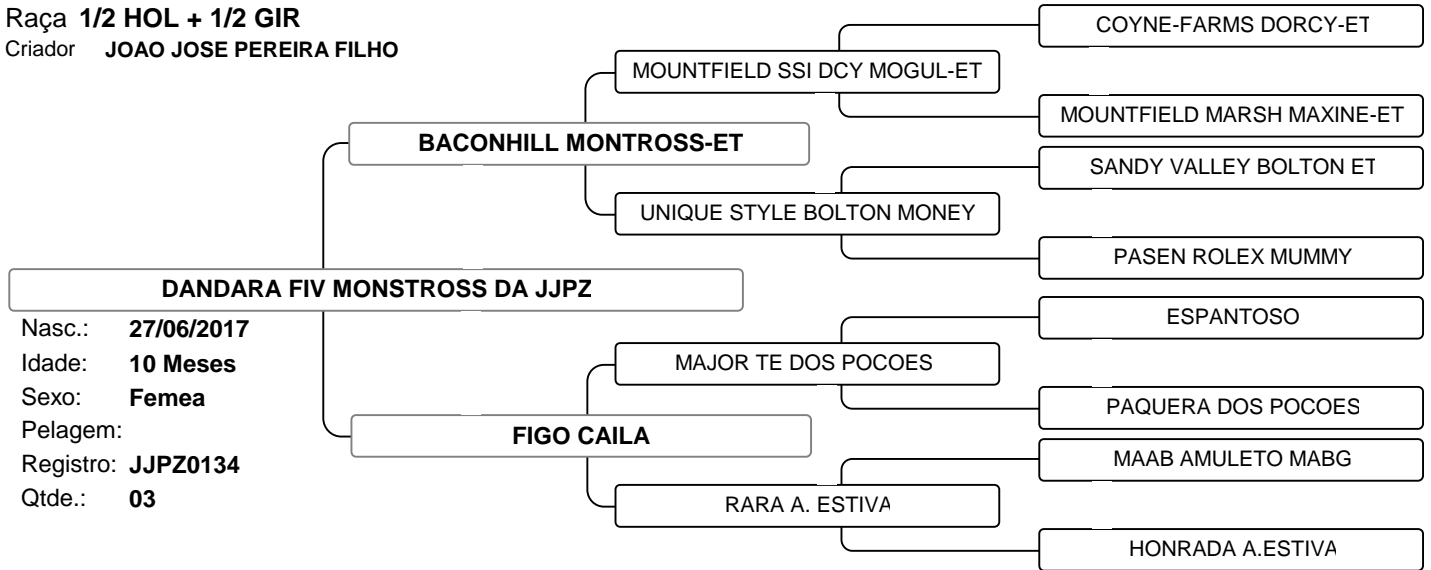 Raça 1/2 HOL + 1/2 GIR
Criador JOAO JOSE PEREIRA FILHO
COYNE-FARMS DORCY-ET
MOUNTFIELD SSI DCY MOGUL-ET
MOUNTFIELD MARSH MAXINE-ET
BACONHILL MONTROSS-ET
SANDY VALLEY BOLTON ET
UNIQUE STYLE BOLTON MONEY
PASEN ROLEX MUMMY
DANDARA FIV MONSTROSS DA JJPZ
Nasc.: 27/06/2017
Idade: 10 Meses
Sexo: Femea
Pelagem:
Registro: JJPZ0134
Qtde.: 03
ESPANTOSO
MAJOR TE DOS POCOES
PAQUERA DOS POCOES
FIGO CAILA
MAAB AMULETO MABG
RARA A. ESTIVA
HONRADA A.ESTIVA